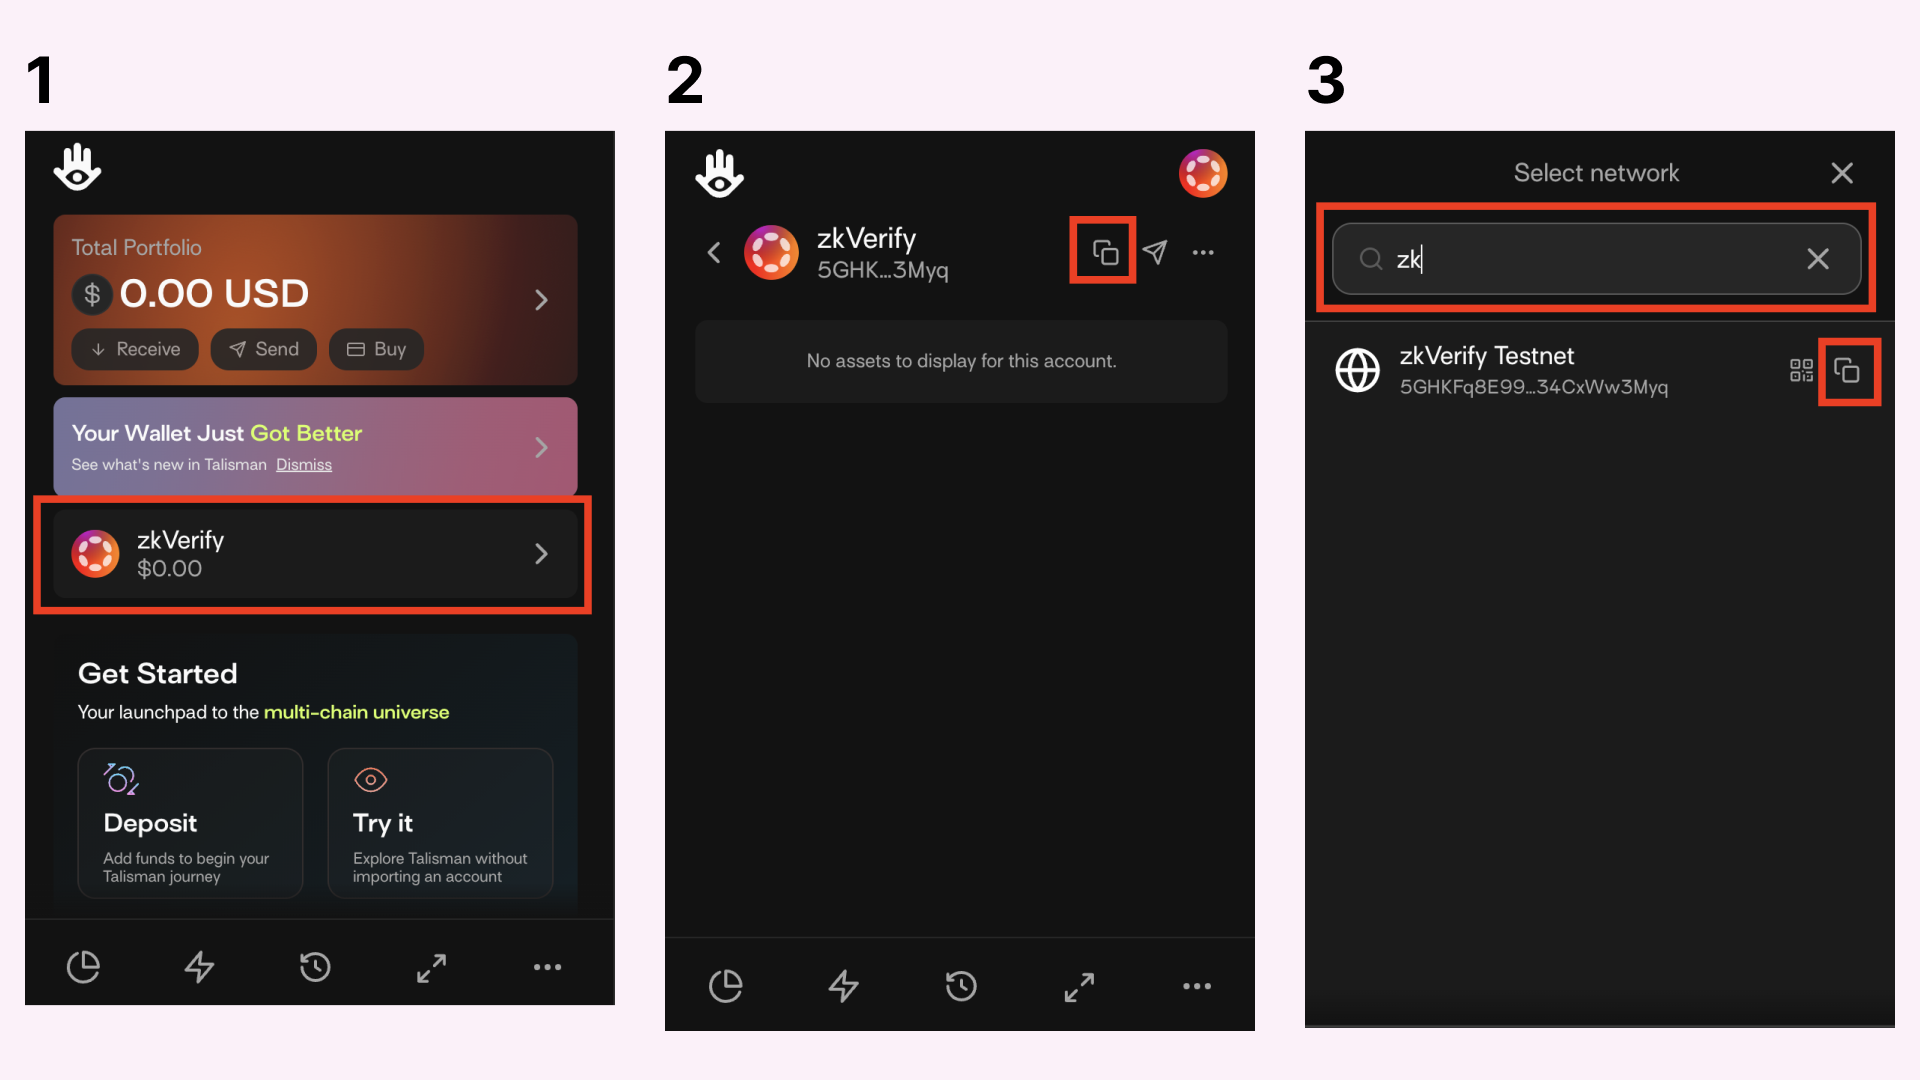 1
Total Portfolio
$ 0.00 USD
Receive Send Buy
Your Wallet Just Got Better
See what's new in Talisman Dismiss
zkVerify
$0.00
Get Started
Your launchpad to the multi-chain universe
Deposit
Add funds to begin your
Talisman journey
Try it
Explore Talisman without
importing an account
2
zkVerify
5GHK...3Myq
No assets to display for this account.
3
Select network
zk
zkVerify Testnet
5GHKFq8E99...34CxWw3Myq